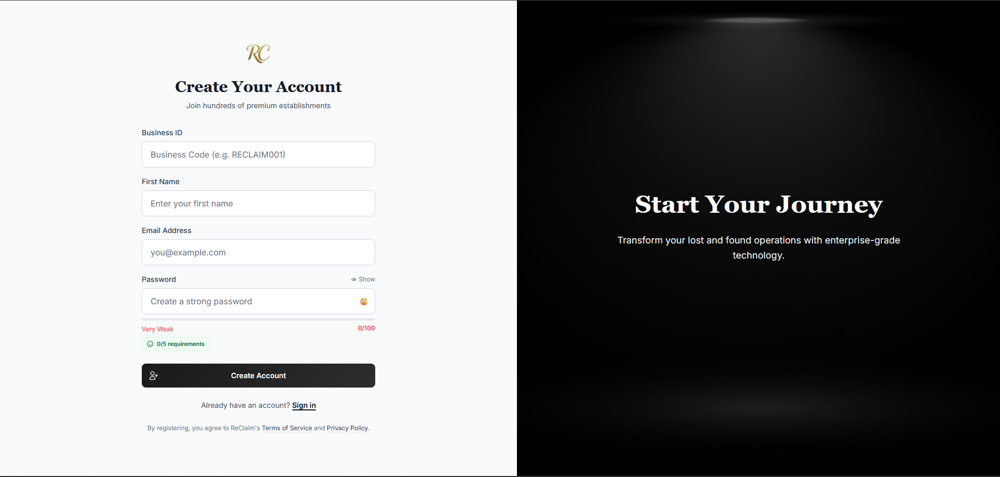 RC
Create Your Account
Join hundreds of premium establishments
Business ID
Business Code (e.g. RECLAIM001)
First Name
Enter your first name
Email Address
you@example.com
Password
Show
Create a strong password
Very Weak
0/100
0/5 requirements
Create Account
Already have an account? Sign in
By registering, you agree to ReClaim's Terms of Service and Privacy Policy.
Start Your Journey
Transform your lost and found operations with enterprise-grade
technology.